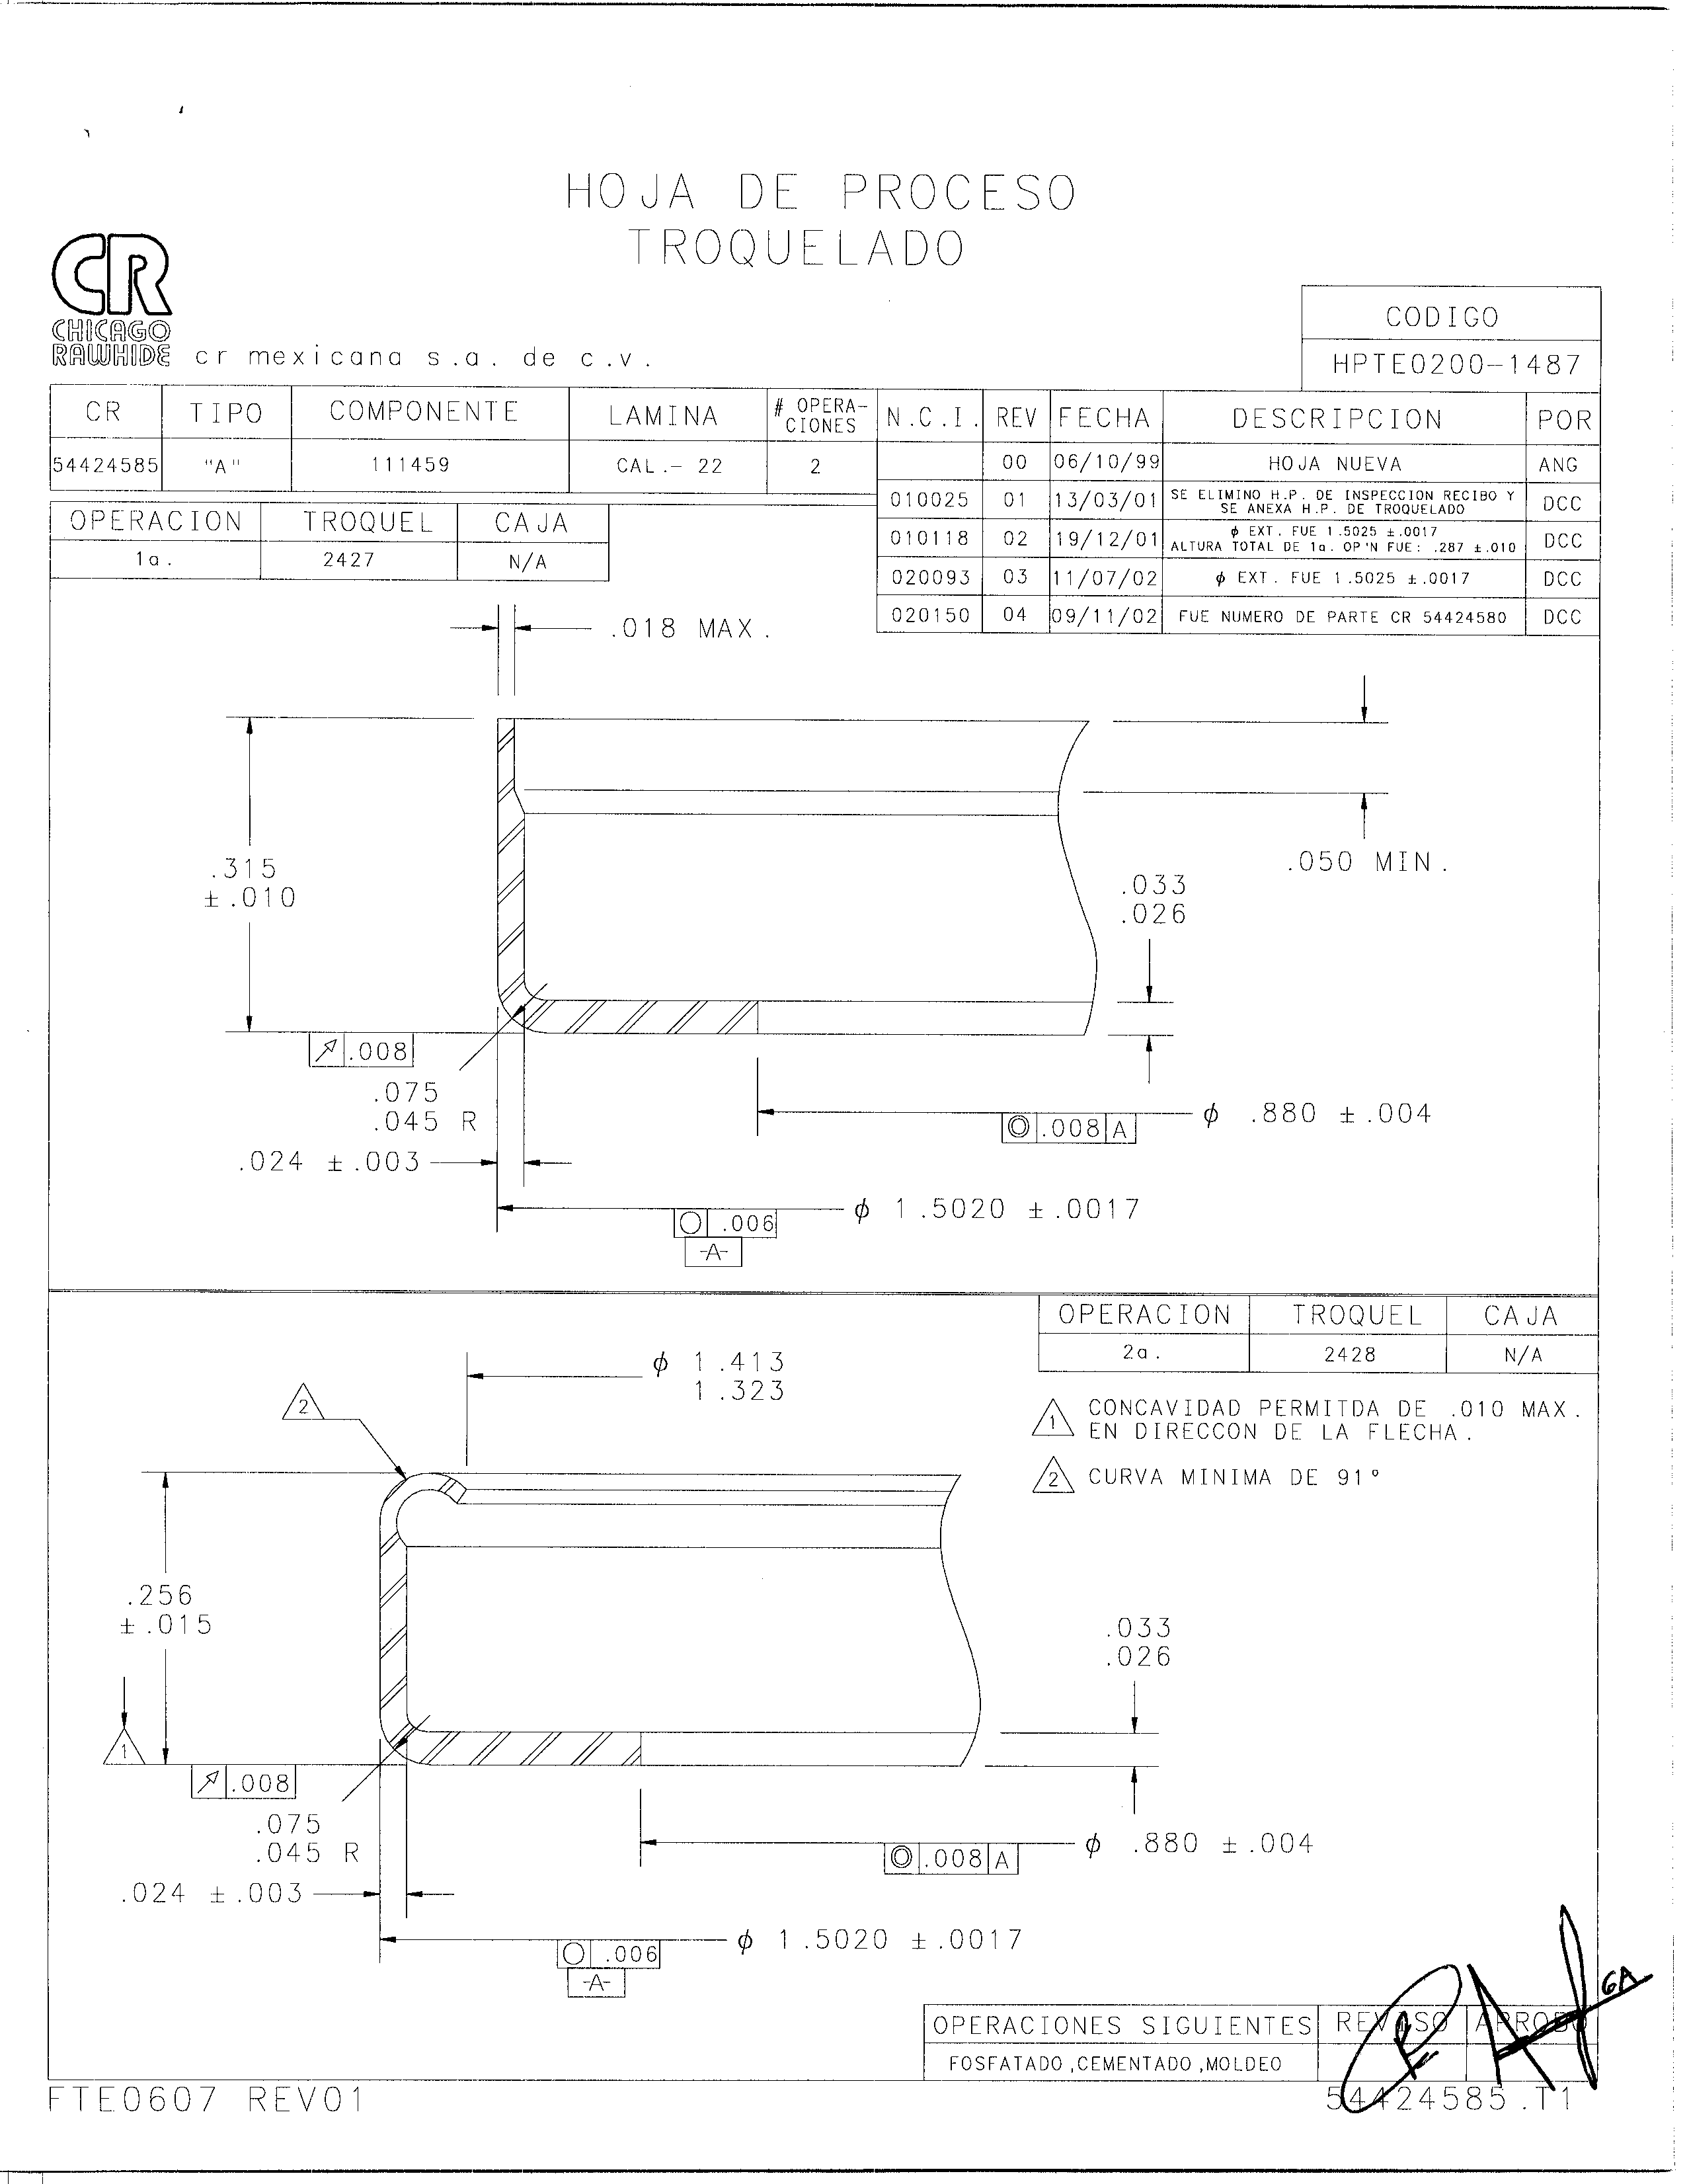 HOJA DE PROCESO
TROQUELADO
CR
CHICAGO
RAWHIDE
cr mexicana s.a. de c.v.
CODIGO
HPTE0200-1487
CR TIPO COMPONENTE LAMINA # OPERA-CIONES
54424585 "A" 111459 CAL.- 22 2
N.C.I. REV FECHA DESCRIPCION POR
00 06/10/99 HOJA NUEVA ANG
010025 01 13/03/01 SE ELIMINO H.P. DE INSPECCION RECIBO Y
SE ANEXA H.P. DE TROQUELADO DCC
010118 02 19/12/01 ϕ EXT. FUE 1.5025 ±.0017
ALTURA TOTAL DE 1a. OP'N FUE: .287 ±.010 DCC
020093 03 11/07/02 ϕ EXT. FUE 1.5025 ±.0017 DCC
020150 04 09/11/02 FUE NUMERO DE PARTE CR 54424580 DCC
OPERACION TROQUEL CAJA
1a. 2427 N/A
.018 MAX.
.315
±.010
.050 MIN.
.033
.026
.008
.075
.045 R
.008 A
ϕ .880 ±.004
.024 ±.003
ϕ 1.5020 ±.0017
.006
-A-
OPERACION TROQUEL CAJA
2a. 2428 N/A
ϕ 1.413
1.323
2
1 CONCAVIDAD PERMITDA DE .010 MAX.
EN DIRECCON DE LA FLECHA.
2 CURVA MINIMA DE 91°
.256
±.015
.033
.026
1
.008
.075
.045 R
.008 A
ϕ .880 ±.004
.024 ±.003
ϕ 1.5020 ±.0017
.006
-A-
OPERACIONES SIGUIENTES REVISO APROBO
FOSFATADO,CEMENTADO,MOLDEO
GA
FTE0607 REV01
54424585.T1